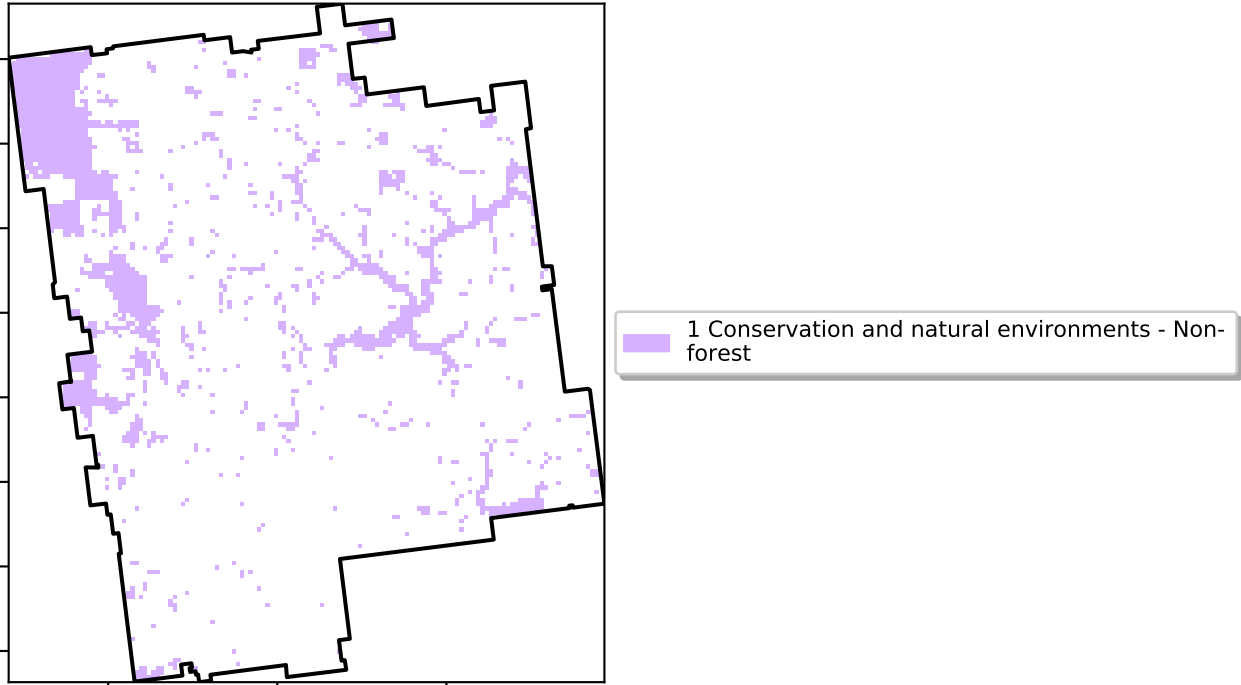 1 Conservation and natural environments - Non-
forest